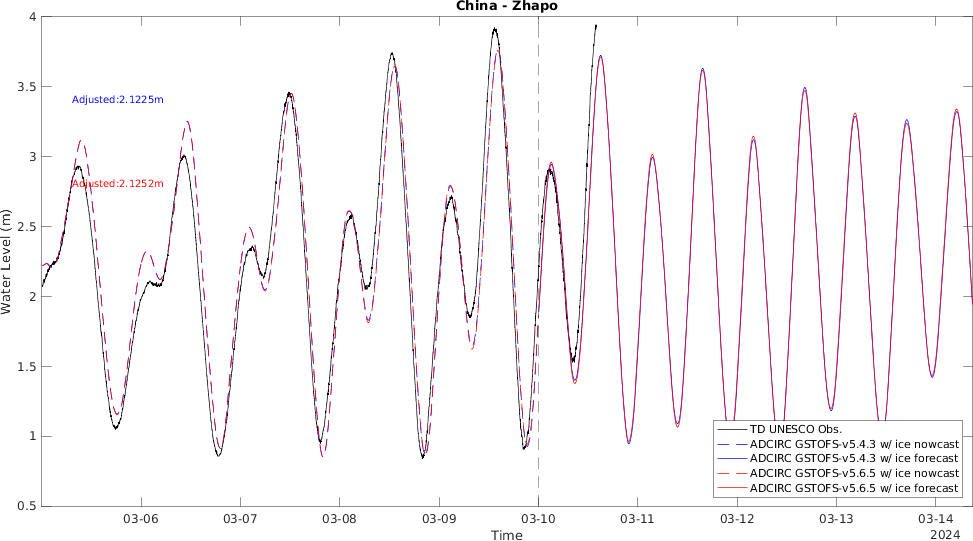 China - Zhapo
4
3.5
3
2.5
2
1.5
1
0.5
Water Level (m)
Adjusted:2.1225m
Adjusted:2.1252m
TD UNESCO Obs.
ADCIRC GSTOFS-v5.4.3 w/ ice nowcast
ADCIRC GSTOFS-v5.4.3 w/ ice forecast
ADCIRC GSTOFS-v5.6.5 w/ ice nowcast
ADCIRC GSTOFS-v5.6.5 w/ ice forecast
03-06 03-07 03-08 03-09 03-10 03-11 03-12 03-13 03-14
Time
2024